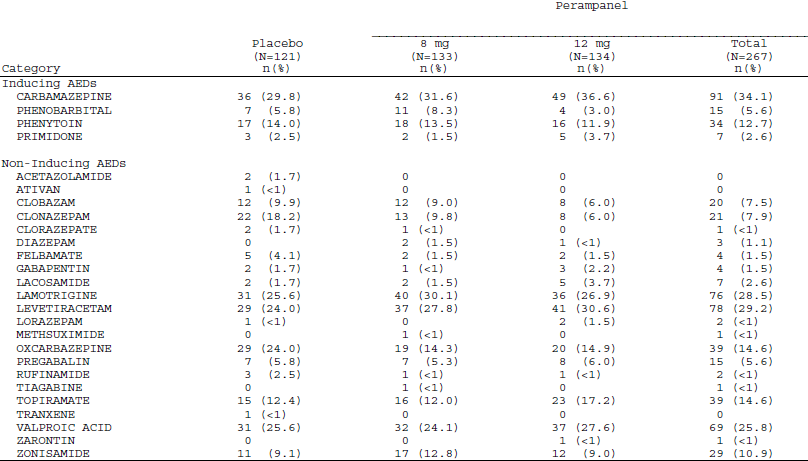 Perampanel
Placebo 8 mg 12 mg Total
(N=121) (N=133) (N=134) (N=267)
Category n(%) n(%) n(%) n(%)
Inducing AEDs
CARBAMAZEPINE 36 (29.8) 42 (31.6) 49 (36.6) 91 (34.1)
PHENOBARBITAL 7 (5.8) 11 (8.3) 4 (3.0) 15 (5.6)
PHENYTOIN 17 (14.0) 18 (13.5) 16 (11.9) 34 (12.7)
PRIMIDONE 3 (2.5) 2 (1.5) 5 (3.7) 7 (2.6)
Non-Inducing AEDs
ACETAZOLAMIDE 2 (1.7) 0 0 0
ATIVAN 1 (<1) 0 0 0
CLOBAZAM 12 (9.9) 12 (9.0) 8 (6.0) 20 (7.5)
CLONAZEPAM 22 (18.2) 13 (9.8) 8 (6.0) 21 (7.9)
CLORAZEPATE 2 (1.7) 1 (<1) 0 1 (<1)
DIAZEPAM 0 2 (1.5) 1 (<1) 3 (1.1)
FELBAMATE 5 (4.1) 2 (1.5) 2 (1.5) 4 (1.5)
GABAPENTIN 2 (1.7) 1 (<1) 3 (2.2) 4 (1.5)
LACOSAMIDE 2 (1.7) 2 (1.5) 5 (3.7) 7 (2.6)
LAMOTRIGINE 31 (25.6) 40 (30.1) 36 (26.9) 76 (28.5)
LEVETIRACETAM 29 (24.0) 37 (27.8) 41 (30.6) 78 (29.2)
LORAZEPAM 1 (<1) 0 2 (1.5) 2 (<1)
METHSUXIMIDE 0 1 (<1) 0 1 (<1)
OXCARBAZEPINE 29 (24.0) 19 (14.3) 20 (14.9) 39 (14.6)
PREGABALIN 7 (5.8) 7 (5.3) 8 (6.0) 15 (5.6)
RUFINAMIDE 3 (2.5) 1 (<1) 1 (<1) 2 (<1)
TIAGABINE 0 1 (<1) 0 1 (<1)
TOPIRAMATE 15 (12.4) 16 (12.0) 23 (17.2) 39 (14.6)
TRANXENE 1 (<1) 0 0 0
VALPROIC ACID 31 (25.6) 32 (24.1) 37 (27.6) 69 (25.8)
ZARONTIN 0 0 1 (<1) 1 (<1)
ZONISAMIDE 11 (9.1) 17 (12.8) 12 (9.0) 29 (10.9)